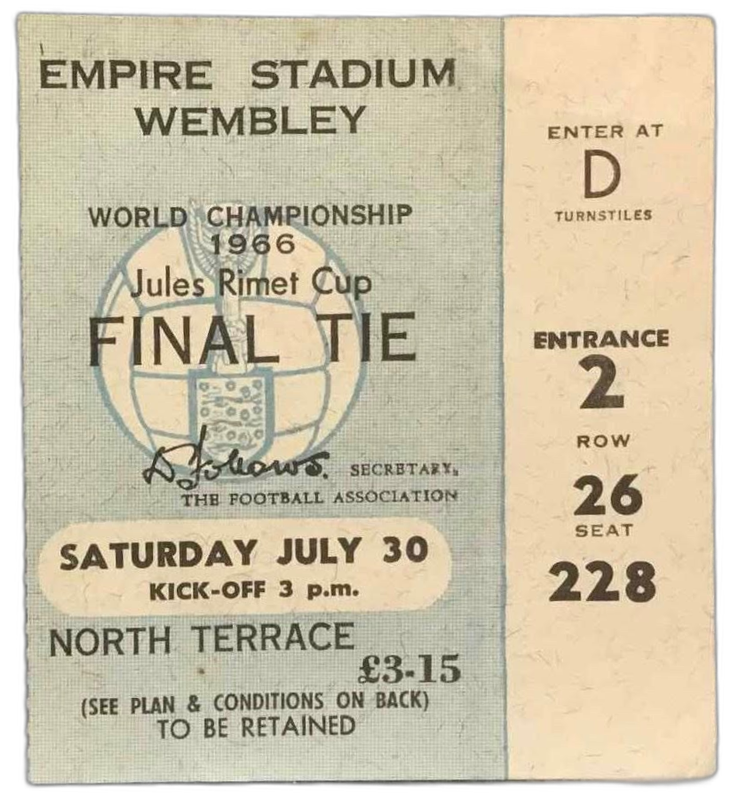 EMPIRE STADIUM
WEMBLEY
WORLD CHAMPIONSHIP
1966
Jules Rimet Cup
FINAL TIE
D Follows. SECRETARY,
THE FOOTBALL ASSOCIATION
SATURDAY JULY 30
KICK-OFF 3 p.m.
NORTH TERRACE
£3-15
(SEE PLAN & CONDITIONS ON BACK)
TO BE RETAINED
ENTER AT
D
TURNSTILES
ENTRANCE
2
ROW
26
SEAT
228